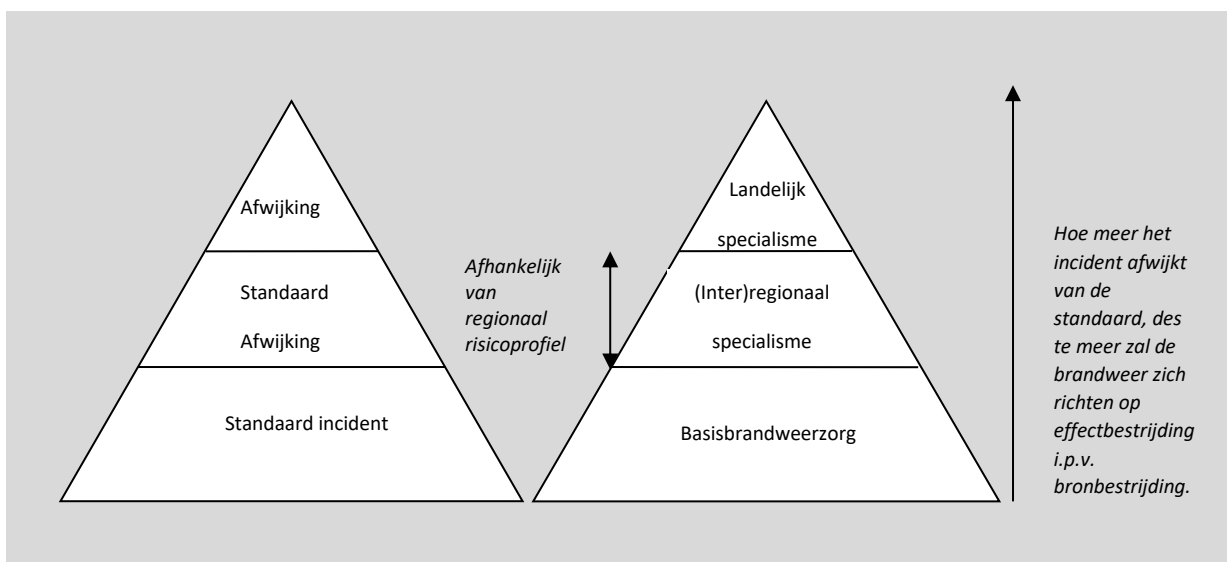 Afwijking
Standaard
Afwijking
Standaard incident
Afhankelijk
van
regionaal
risicoprofiel
Landelijk
specialisme
(Inter)regionaal
specialisme
Basisbrandweerzorg
Hoe meer het
incident afwijkt
van de
standaard, des
te meer zal de
brandweer zich
richten op
effectbestrijding
i.p.v.
bronbestrijding.